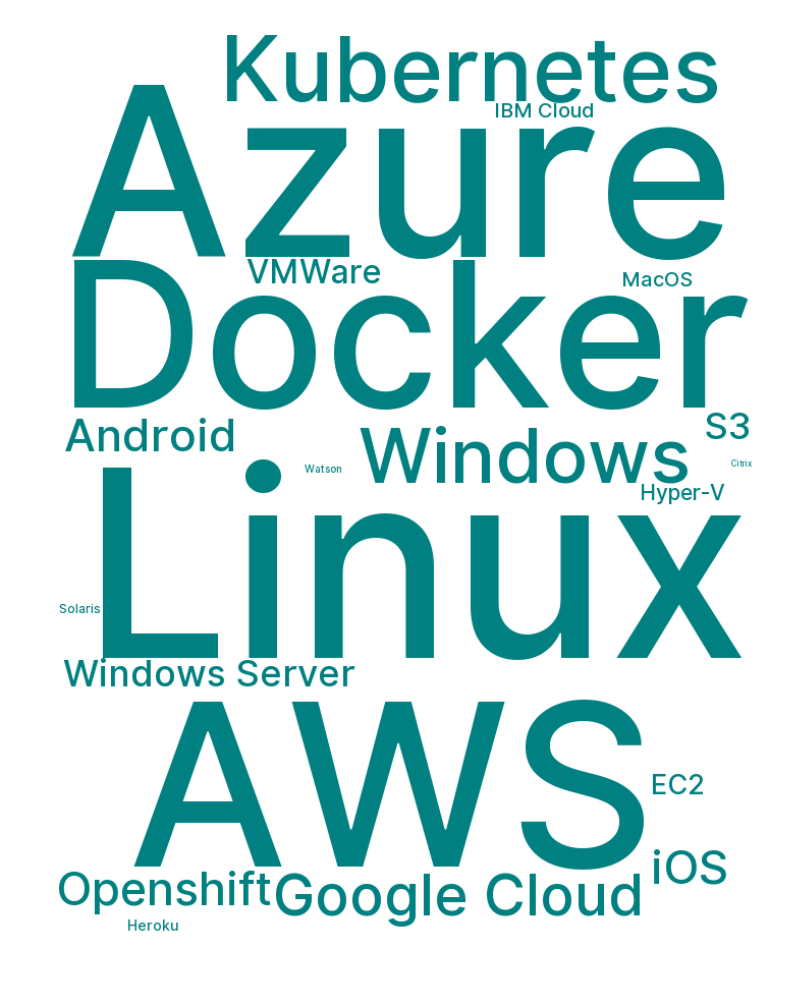 Kubernetes
IBM Cloud
Azure
VMWare
MacOS
Docker
Android
Windows
S3
Watson
Citrix
Hyper-V
Linux
Solaris
Windows Server
AWS
EC2
iOS
Openshift
Google Cloud
Heroku